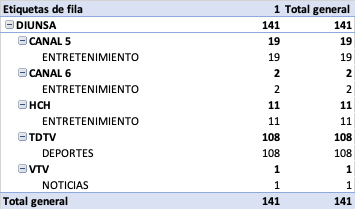 Etiquetas de fila 1 Total general
DIUNSA 141 141
CANAL 5 19 19
ENTRETENIMIENTO 19 19
CANAL 6 2 2
ENTRETENIMIENTO 2 2
HCH 11 11
ENTRETENIMIENTO 11 11
TDTV 108 108
DEPORTES 108 108
VTV 1 1
NOTICIAS 1 1
Total general 141 141